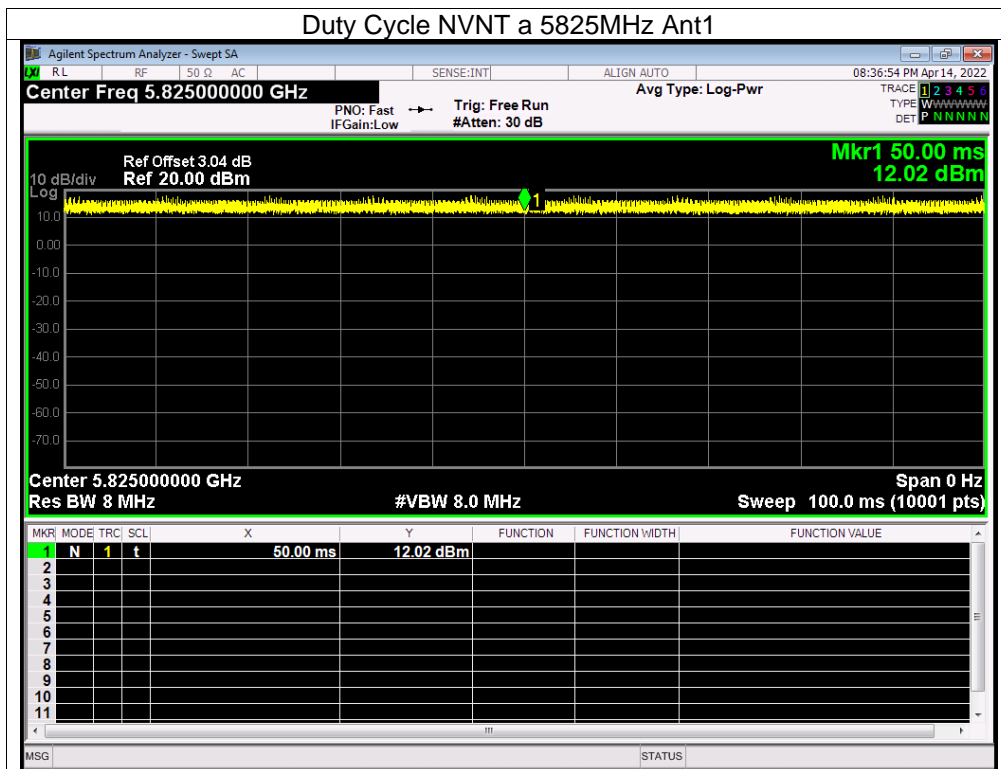 Duty Cycle NVNT a 5825MHz Ant1
Agilent Spectrum Analyzer - Swept SA
LXI RL RF 50 Ω AC SENSE:INT ALIGN AUTO 08:36:54 PM Apr 14, 2022
Center Freq 5.825000000 GHz Avg Type: Log-Pwr TRACE 1 2 3 4 5 6
PNO: Fast Trig: Free Run TYPE WWWWWWW
IFGain:Low #Atten: 30 dB DET P N N N N N
Ref Offset 3.04 dB Mkr1 50.00 ms
10 dB/div Ref 20.00 dBm 12.02 dBm
Log
1
10.0
0.00
-10.0
-20.0
-30.0
-40.0
-50.0
-60.0
-70.0
Center 5.825000000 GHz Span 0 Hz
Res BW 8 MHz #VBW 8.0 MHz Sweep 100.0 ms (10001 pts)
MKR MODE TRC SCL X Y FUNCTION FUNCTION WIDTH FUNCTION VALUE
1 N 1 t 50.00 ms 12.02 dBm
2
3
4
5
6
7
8
9
10
11
MSG STATUS